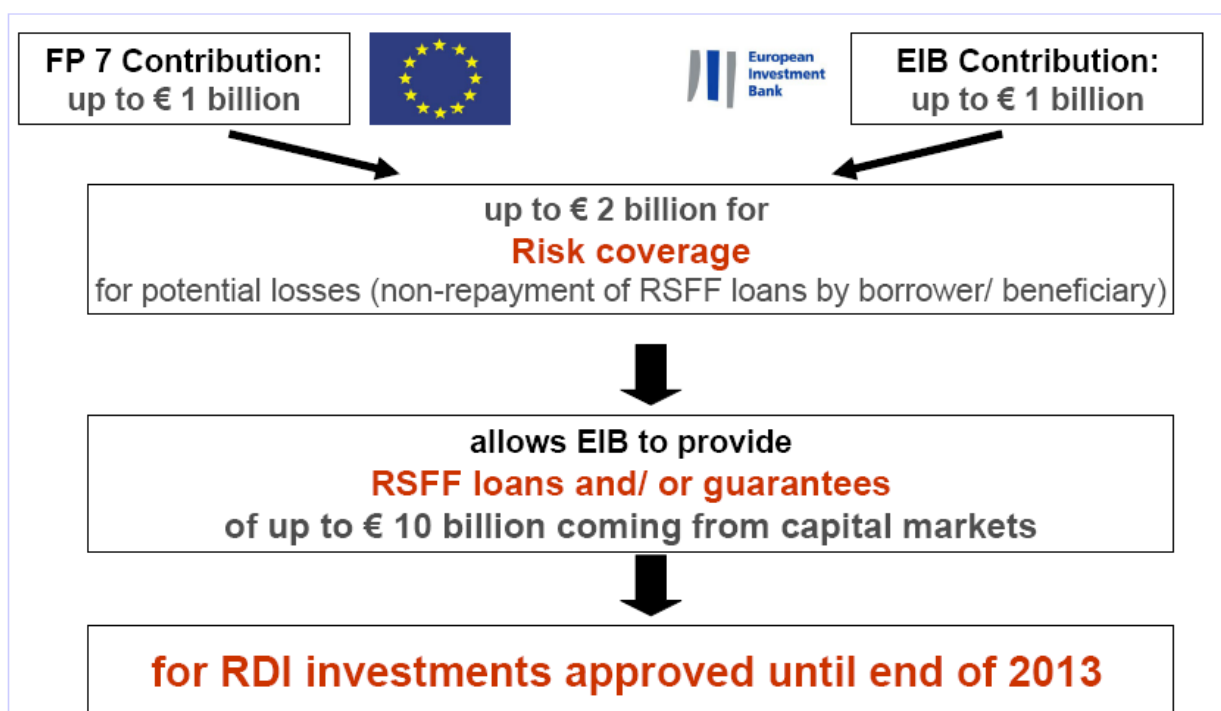 FP 7 Contribution:
up to € 1 billion
European
Investment
Bank
EIB Contribution:
up to € 1 billion
up to € 2 billion for
Risk coverage
for potential losses (non-repayment of RSFF loans by borrower/ beneficiary)
allows EIB to provide
RSFF loans and/ or guarantees
of up to € 10 billion coming from capital markets
for RDI investments approved until end of 2013